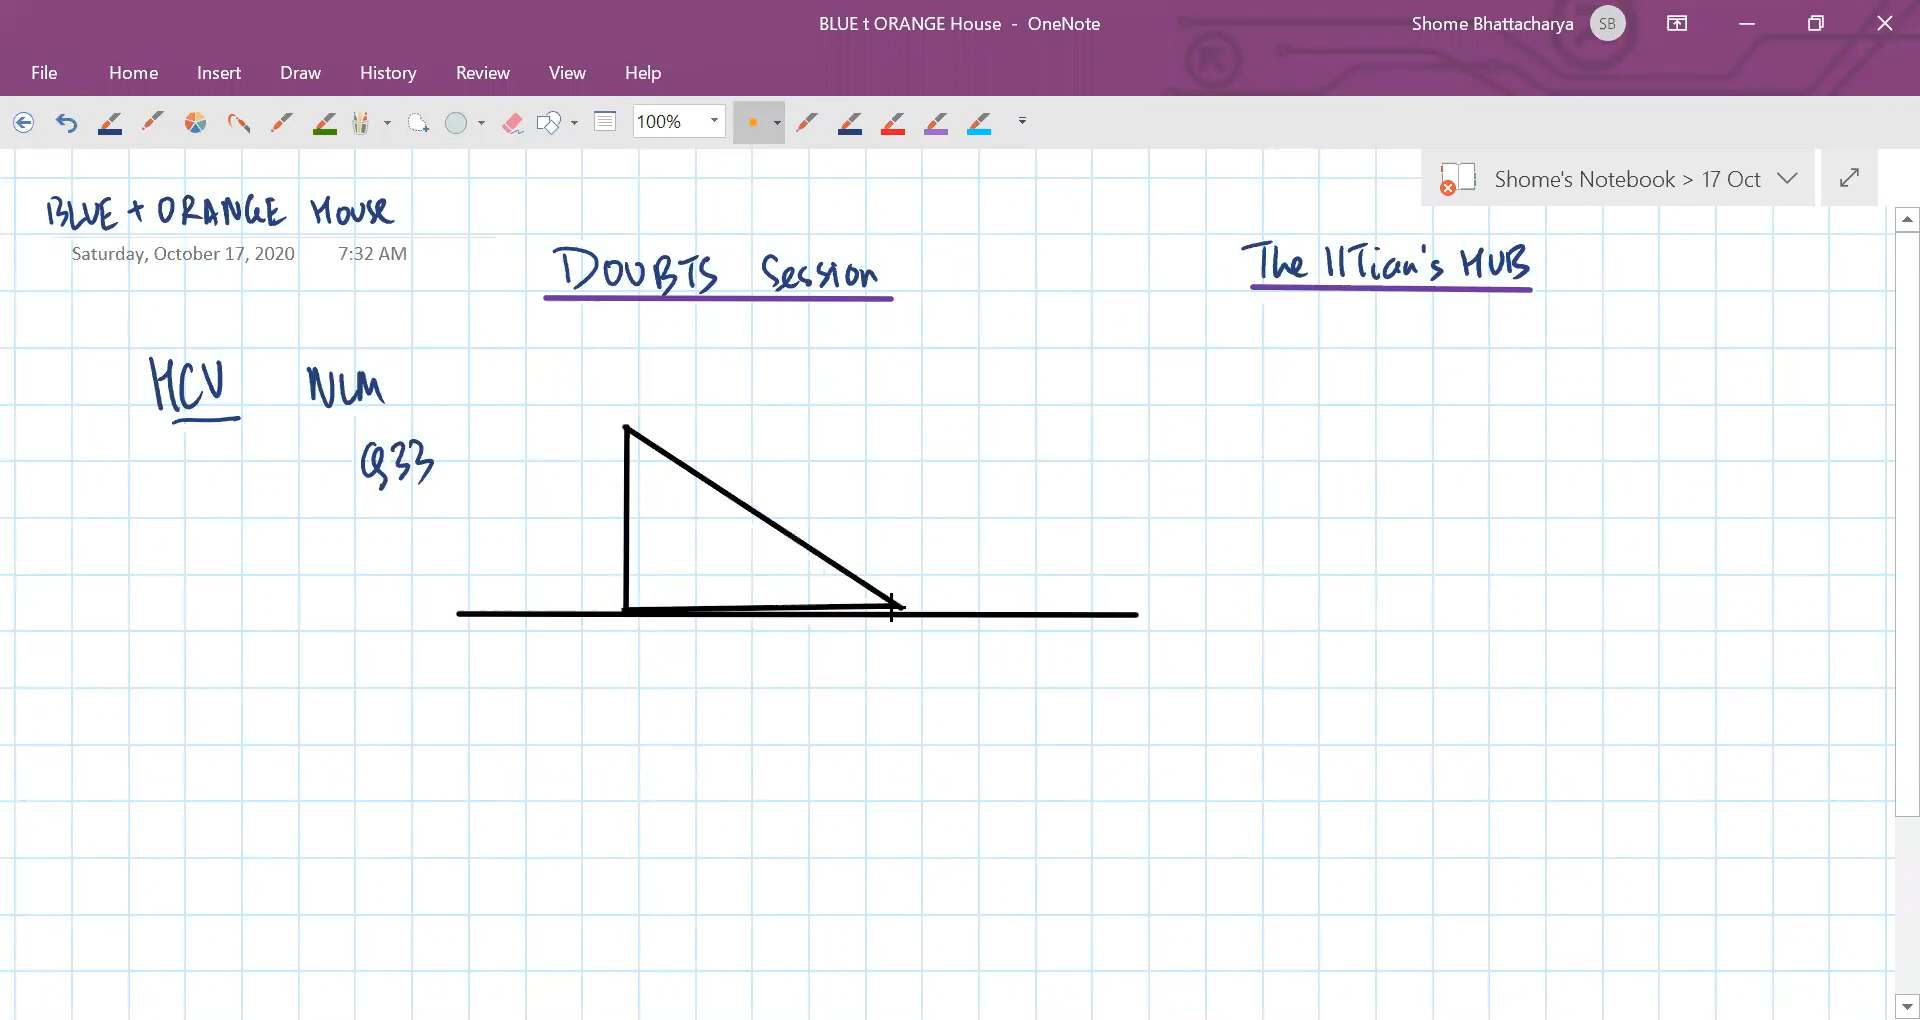 BLUE t ORANGE House - OneNote
Shome Bhattacharya SB
File Home Insert Draw History Review View Help
100%
Shome's Notebook > 17 Oct
BLUE + ORANGE House
Saturday, October 17, 2020 7:32 AM
DOUBTS Session
The IITian's HUB
HCV NLM
Q33